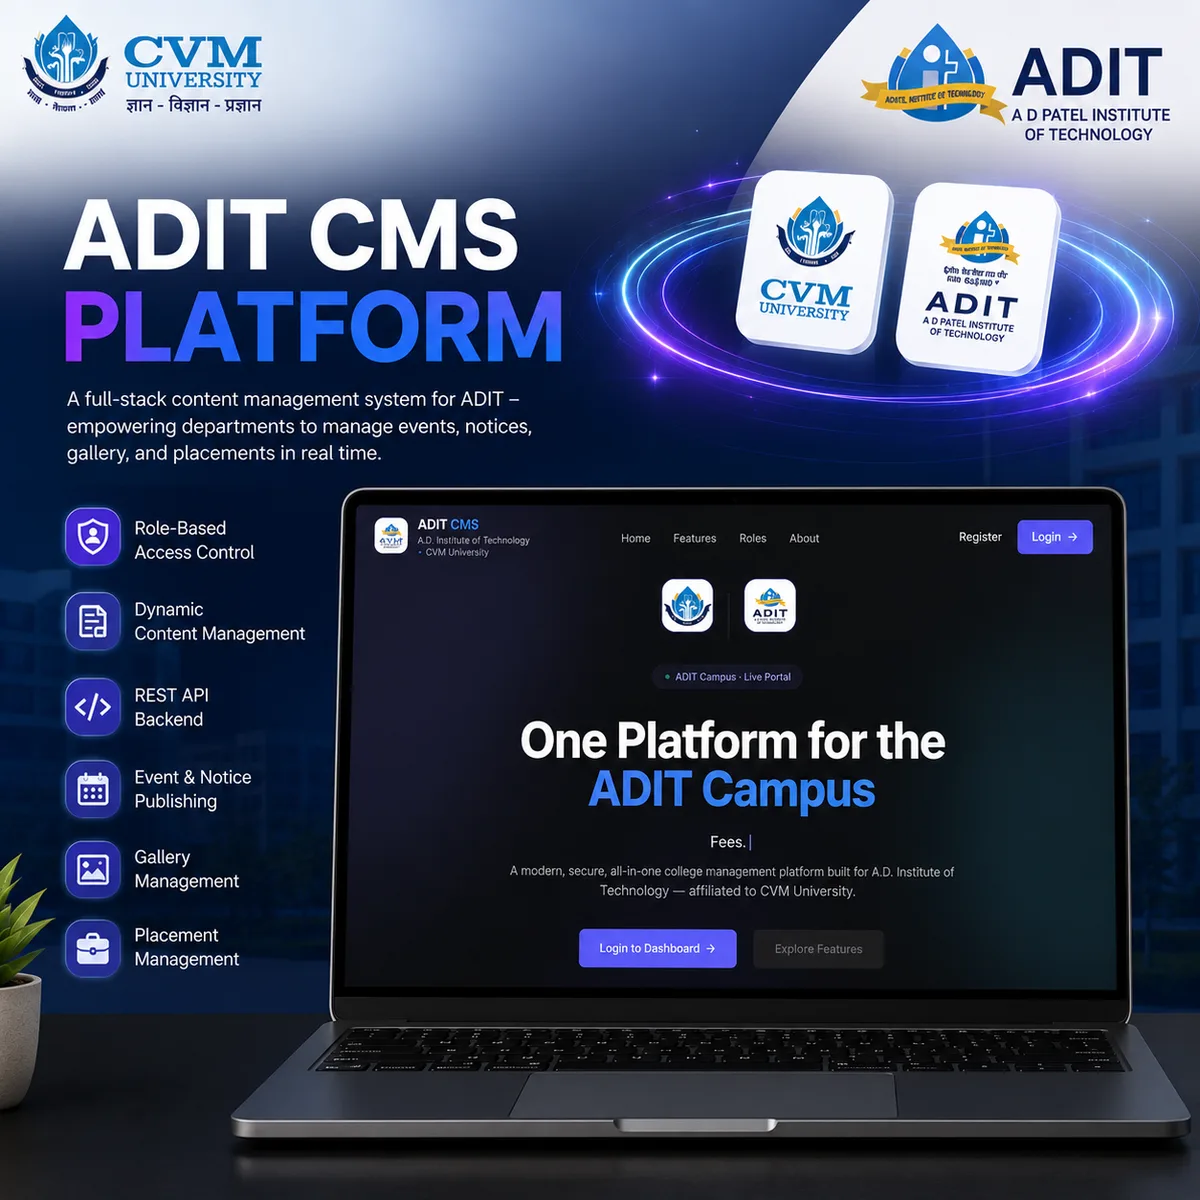 CVM
UNIVERSITY
ज्ञान - विज्ञान - प्रज्ञान
ADIT
A D PATEL INSTITUTE
OF TECHNOLOGY
CVM
UNIVERSITY
ADIT
A D PATEL INSTITUTE
OF TECHNOLOGY
ADIT CMS
PLATFORM
A full-stack content management system for ADIT –
empowering departments to manage events, notices,
gallery, and placements in real time.
Role-Based
Access Control
Dynamic
Content Management
REST API
Backend
Event & Notice
Publishing
Gallery
Management
Placement
Management
ADIT CMS
A.D. Institute of Technology
• CVM University
Home Features Roles About
Register Login →
ADIT
• ADIT Campus · Live Portal
One Platform for the
ADIT Campus
Fees.|
A modern, secure, all-in-one college management platform built for A.D. Institute of
Technology — affiliated to CVM University.
Login to Dashboard → Explore Features